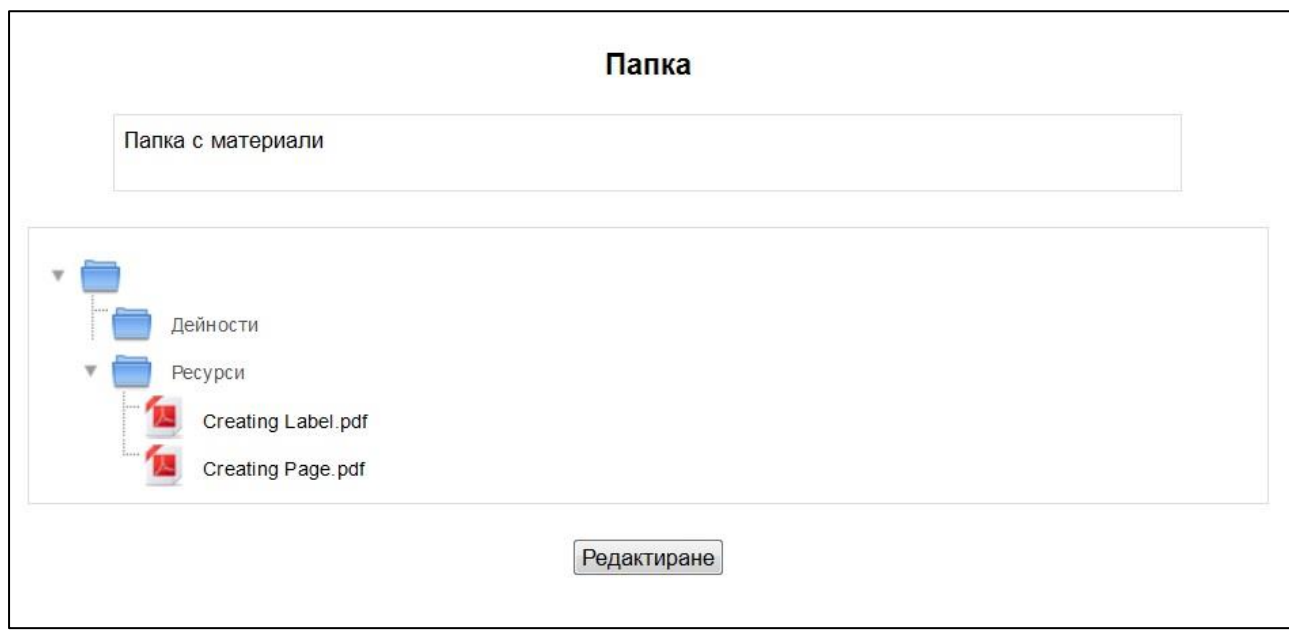 Папка
Папка с материали
Дейности
Ресурси
Creating Label.pdf
Creating Page.pdf
Редактиране